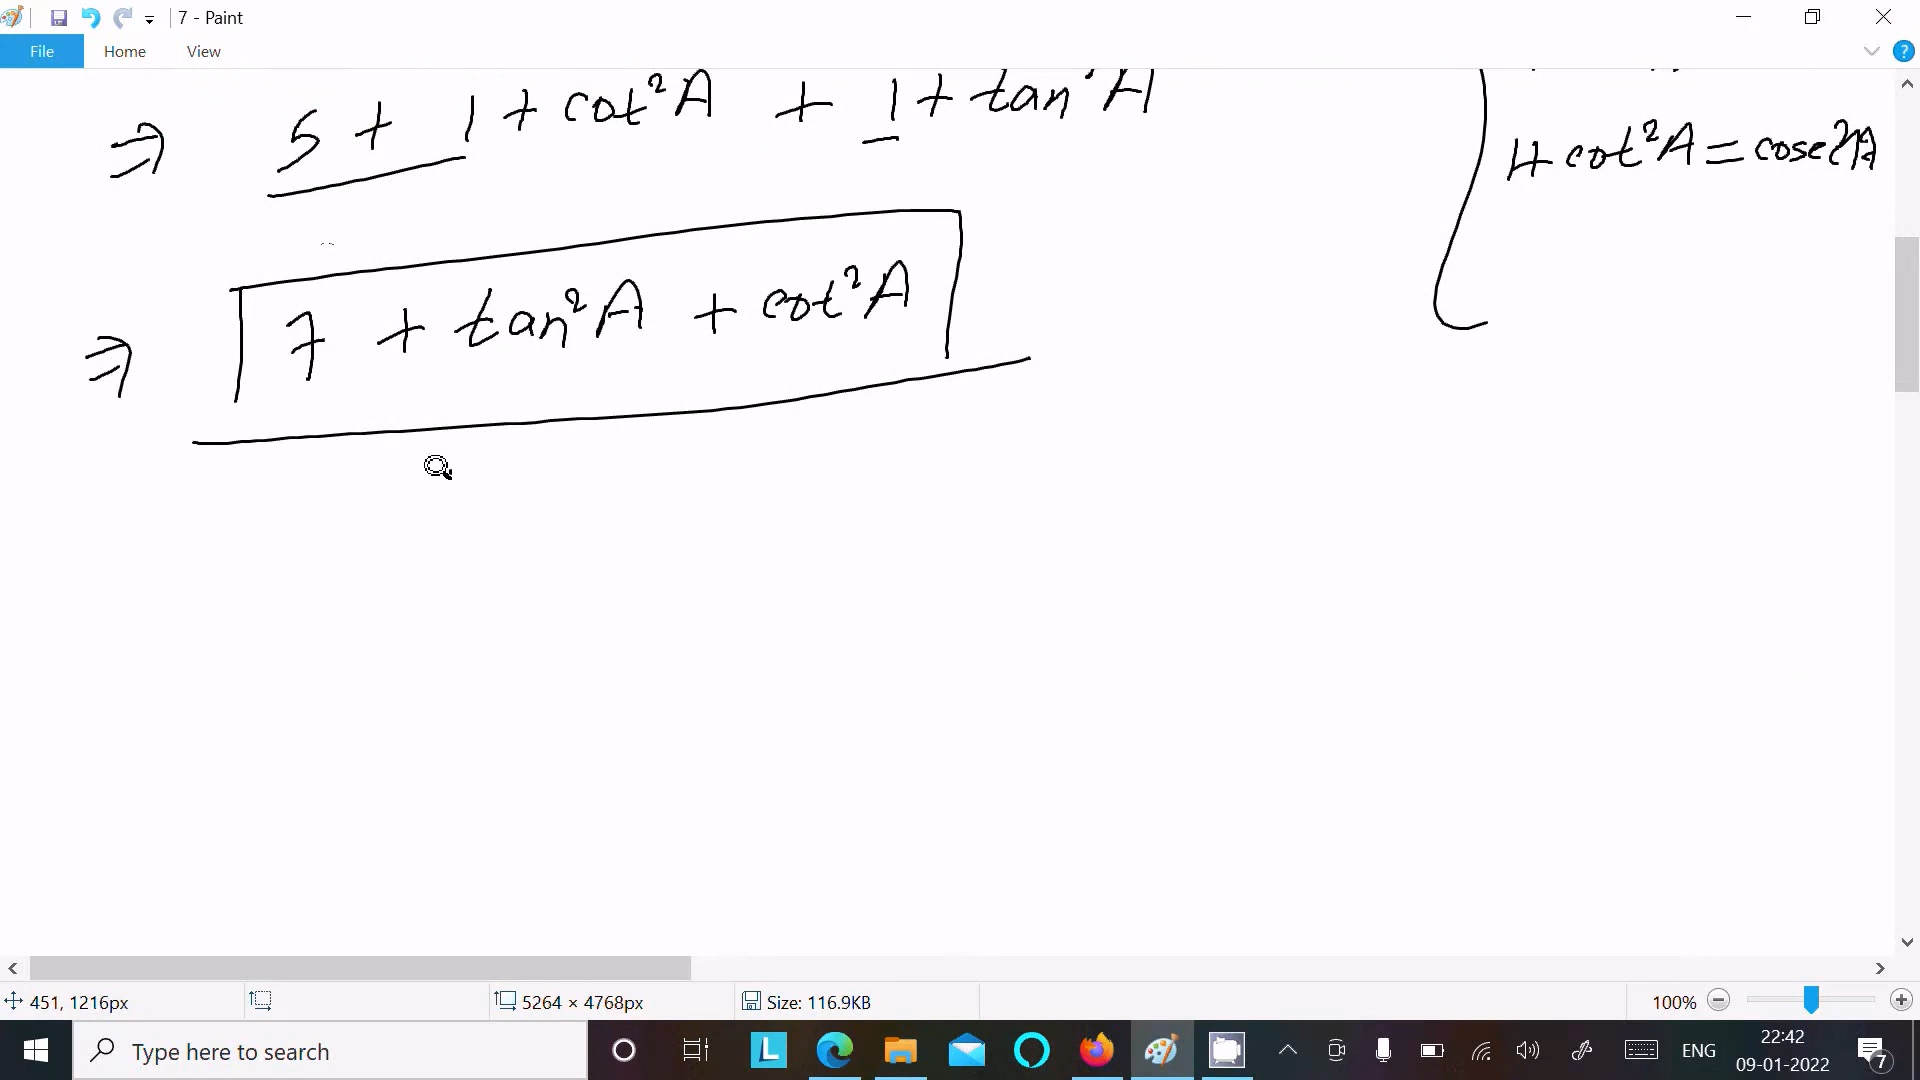 7 - Paint
File Home View
⇒ 5 + 1 + cot²A + 1 + tan²A
1+cot²A = cosec²A
⇒ 7 + tan²A + cot²A
451, 1216px
5264 × 4768px
Size: 116.9KB
100%
Type here to search
L
ENG
22:42
09-01-2022
7